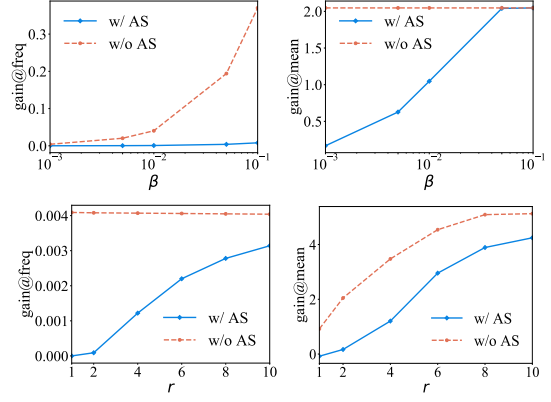 w/ AS
w/o AS
gain@freq
0.3
0.2
0.1
0.0
10⁻³
10⁻²
10⁻¹
β
w/ AS
w/o AS
gain@mean
2.0
1.5
1.0
0.5
10⁻³
10⁻²
10⁻¹
β
gain@freq
0.004
0.003
0.002
0.001
0.000
w/ AS
w/o AS
1 2 4 6 8 10
r
gain@mean
4
2
0
w/ AS
w/o AS
1 2 4 6 8 10
r